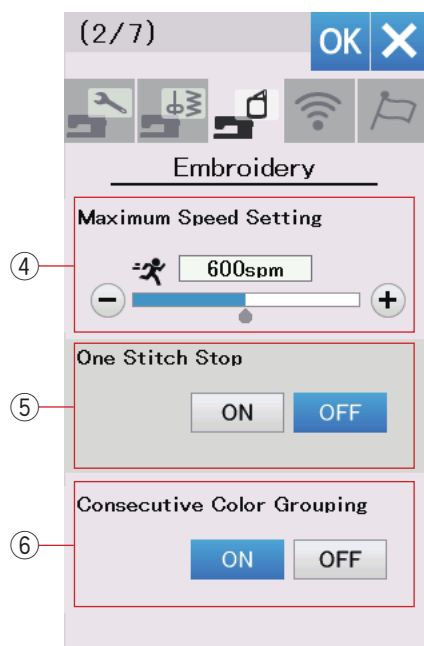 (2/7)
OK
Embroidery
Maximum Speed Setting
④
600spm
One Stitch Stop
⑤
ON OFF
Consecutive Color Grouping
⑥
ON OFF